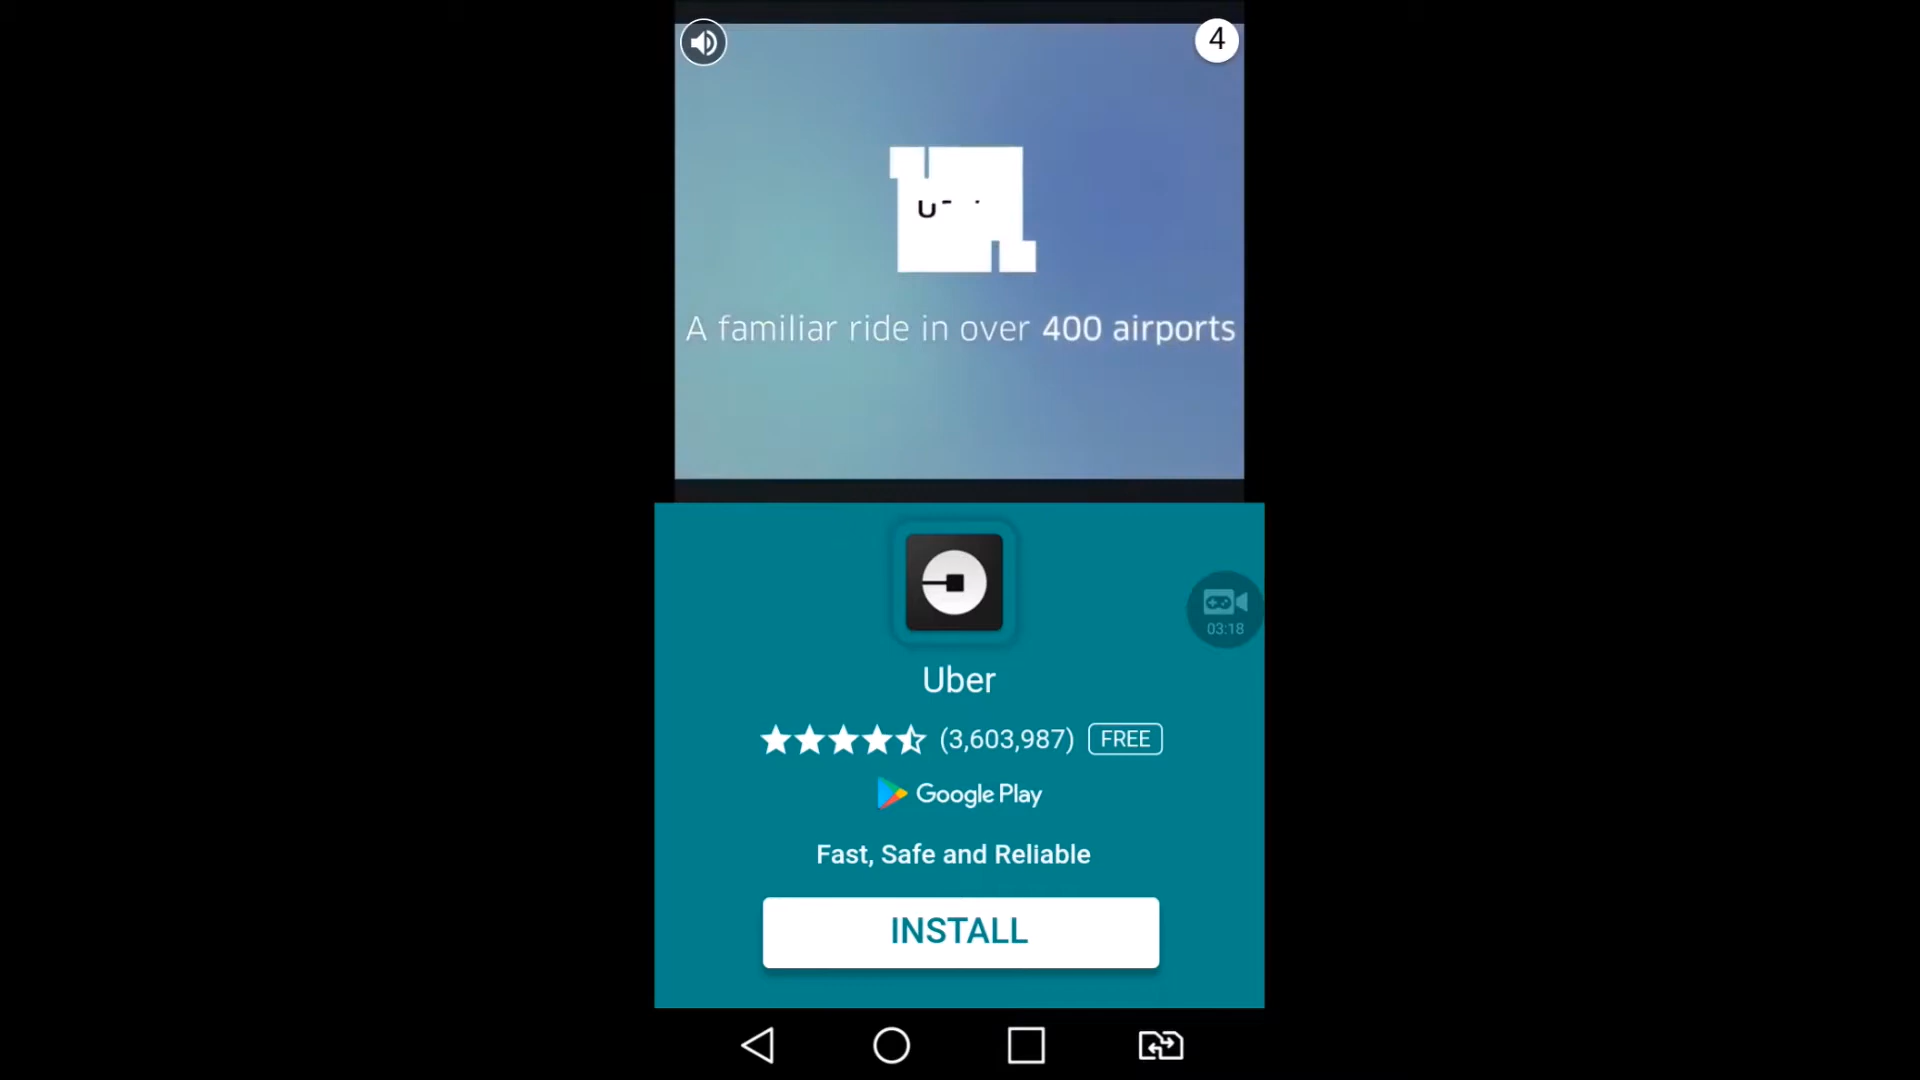 4
A familiar ride in over 400 airports
03:18
Uber
(3,603,987) FREE
Google Play
Fast, Safe and Reliable
INSTALL